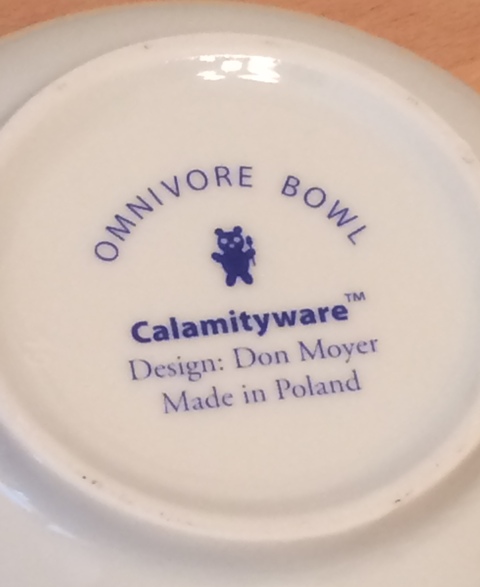 OMNIVORE BOWL
Calamityware™
Design: Don Moyer
Made in Poland